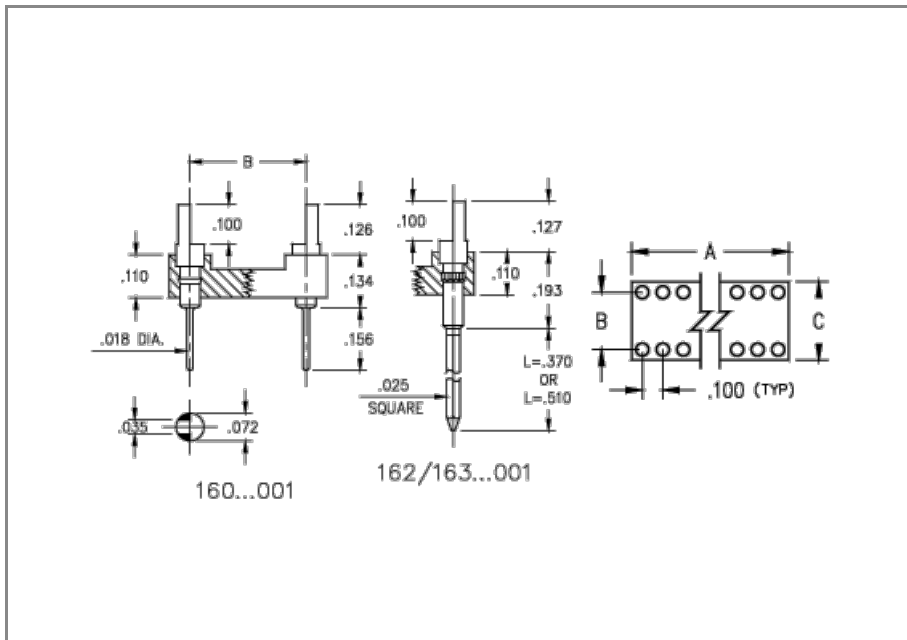 B
.100
.126
.110
.134
.018 DIA.
.156
.035
.072
160...001
.100
.127
.110
.193
.025
SQUARE
L=.370
OR
L=.510
162/163...001
A
B
C
.100 (TYP)